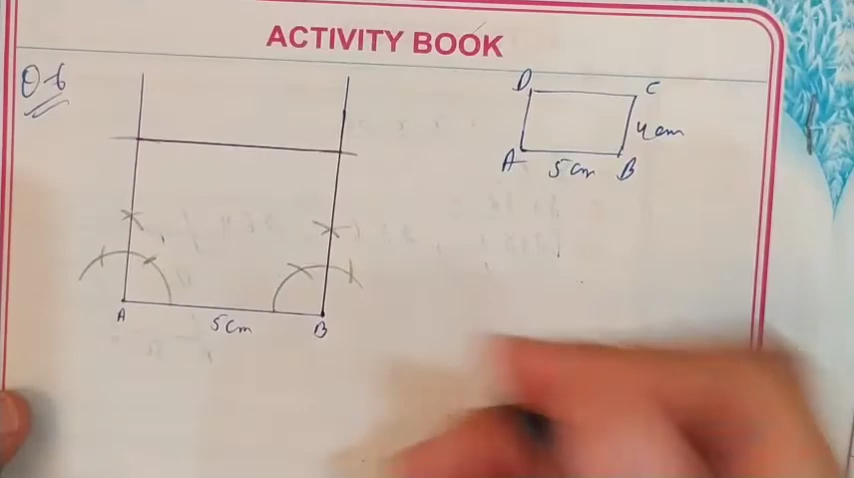 ACTIVITY BOOK
Q.6
D C
4cm
A 5cm B
A 5cm B